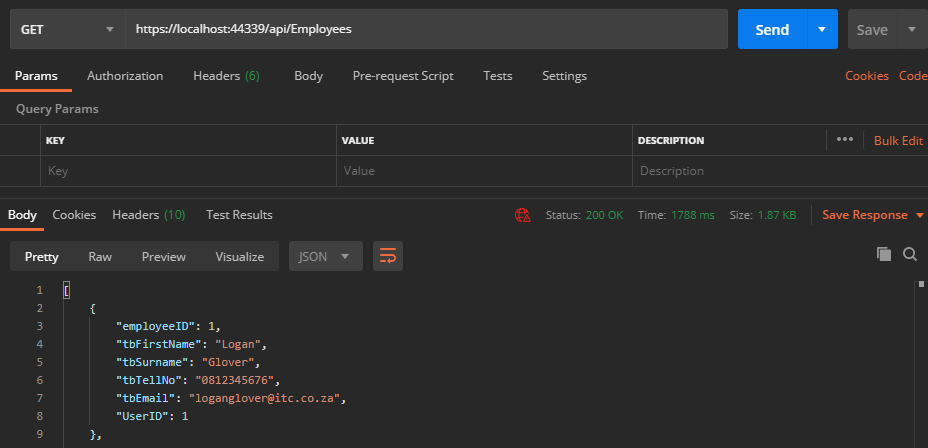 GET https://localhost:44339/api/Employees Send Save
Params Authorization Headers (6) Body Pre-request Script Tests Settings Cookies Code
Query Params
KEY VALUE DESCRIPTION ••• Bulk Edit
Key Value Description
Body Cookies Headers (10) Test Results Status: 200 OK Time: 1788 ms Size: 1.87 KB Save Response
Pretty Raw Preview Visualize JSON
1 [
2 {
3 "employeeID": 1,
4 "tbFirstName": "Logan",
5 "tbSurname": "Glover",
6 "tbTellNo": "0812345676",
7 "tbEmail": "loganglover@itc.co.za",
8 "UserID": 1
9 },